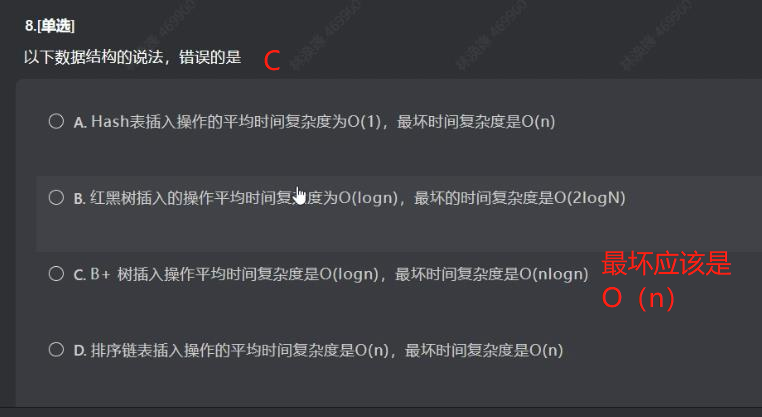 8.[单选]
以下数据结构的说法，错误的是 C
A. Hash表插入操作的平均时间复杂度为O(1)，最坏时间复杂度是O(n)
B. 红黑树插入的操作平均时间复杂度为O(logn)，最坏的时间复杂度是O(2logN)
C. B+ 树插入操作平均时间复杂度是O(logn)，最坏时间复杂度是O(nlogn)
最坏应该是
O（n）
D. 排序链表插入操作的平均时间复杂度是O(n)，最坏时间复杂度是O(n)